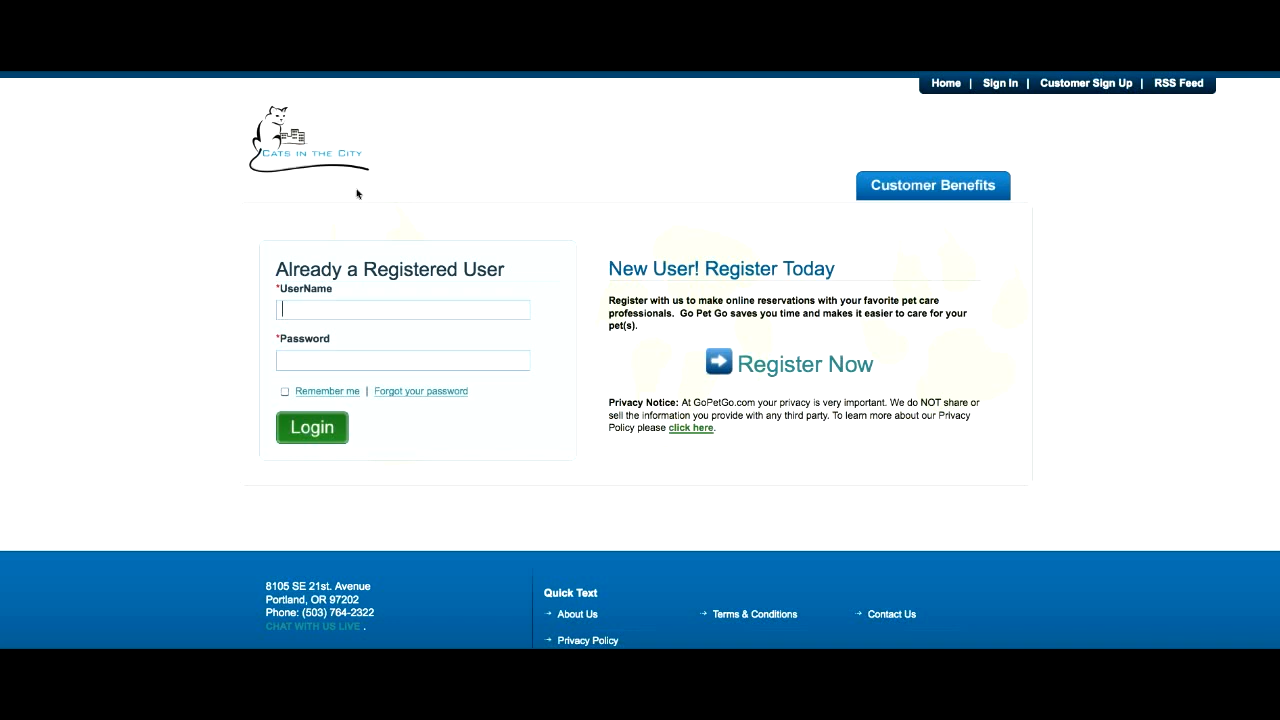 Home | Sign In | Customer Sign Up | RSS Feed
CATS IN THE CITY
Customer Benefits
Already a Registered User
*UserName
*Password
Remember me | Forgot your password
Login
New User! Register Today
Register with us to make online reservations with your favorite pet care
professionals. Go Pet Go saves you time and makes it easier to care for your
pet(s).
Register Now
Privacy Notice: At GoPetGo.com your privacy is very important. We do NOT share or
sell the information you provide with any third party. To learn more about our Privacy
Policy please click here.
8105 SE 21st. Avenue
Portland, OR 97202
Phone: (503) 764-2322
CHAT WITH US LIVE .
Quick Text
About Us
Terms & Conditions
Contact Us
Privacy Policy